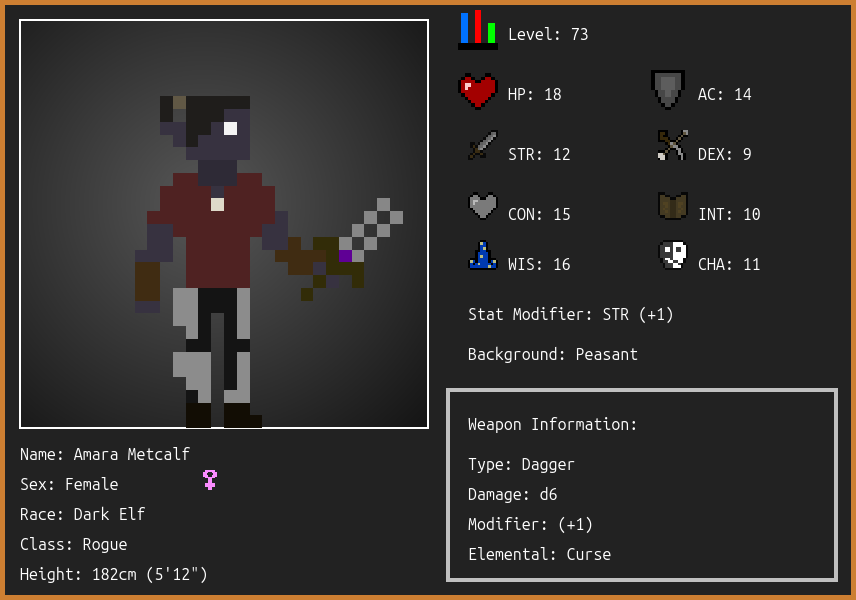 Level: 73
HP: 18
AC: 14
STR: 12
DEX: 9
CON: 15
INT: 10
WIS: 16
CHA: 11
Stat Modifier: STR (+1)
Background: Peasant
Weapon Information:
Type: Dagger
Damage: d6
Modifier: (+1)
Elemental: Curse
Name: Amara Metcalf
Sex: Female
Race: Dark Elf
Class: Rogue
Height: 182cm (5'12")